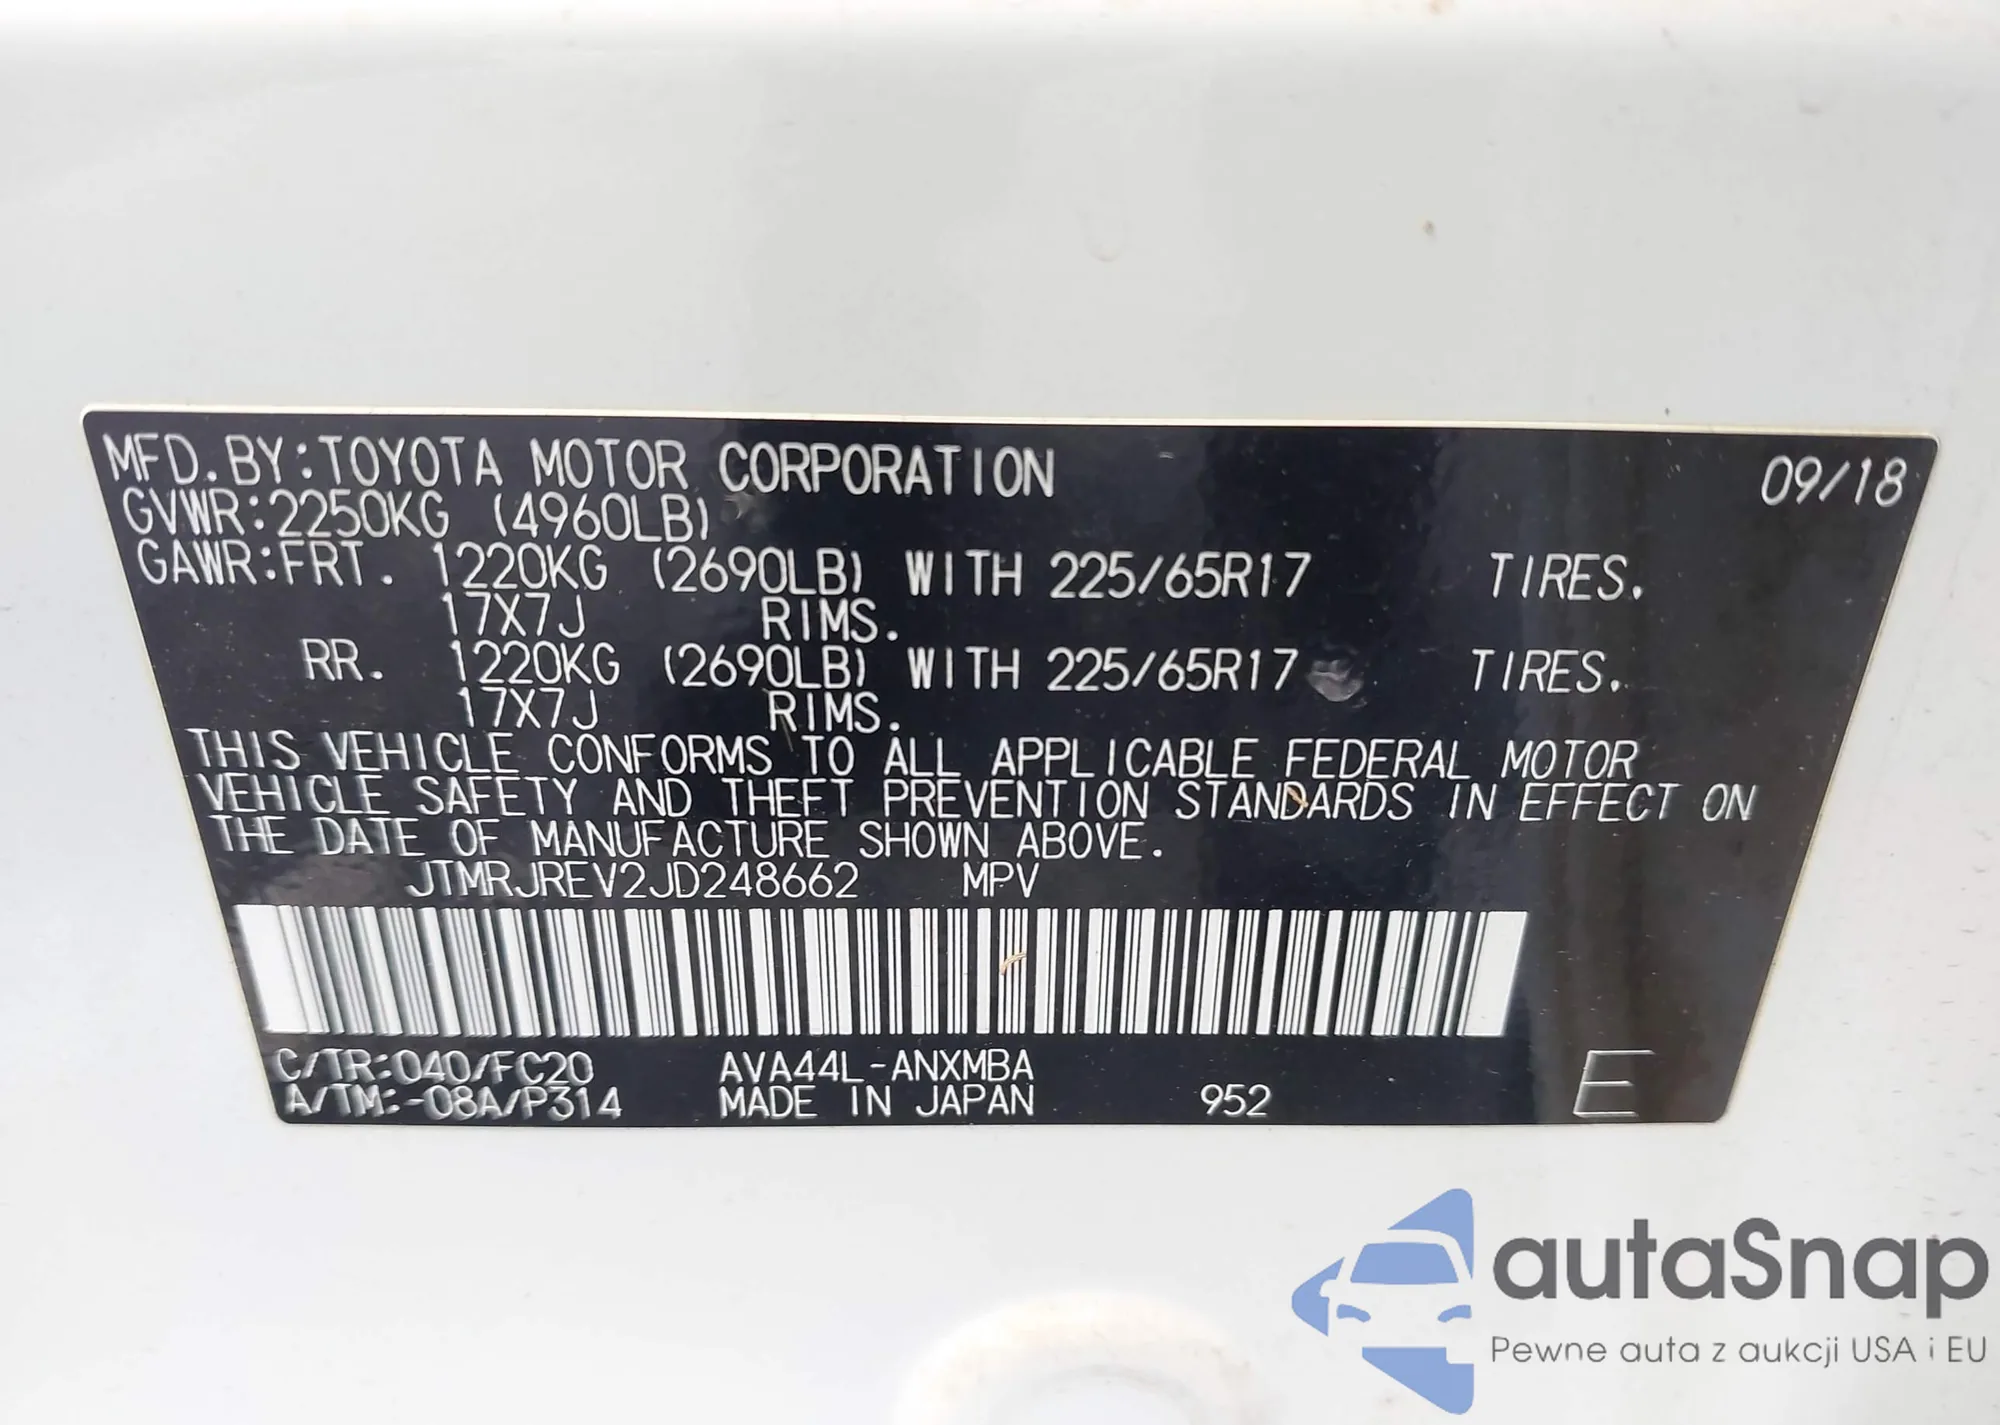 MFD.BY:TOYOTA MOTOR CORPORATION 09/18
GVWR:2250KG (4960LB)
GAWR:FRT. 1220KG (2690LB) WITH 225/65R17 TIRES.
17X7J RIMS.
RR. 1220KG (2690LB) WITH 225/65R17 TIRES.
17X7J RIMS.
THIS VEHICLE CONFORMS TO ALL APPLICABLE FEDERAL MOTOR
VEHICLE SAFETY AND THEFT PREVENTION STANDARDS IN EFFECT ON
THE DATE OF MANUFACTURE SHOWN ABOVE.
JTMRJREV2JD248662 MPV
C/TR:040/FC20 AVA44L-ANXMBA E
A/TM:-08A/P314 MADE IN JAPAN 952
autaSnap
Pewne auta z aukcji USA i EU